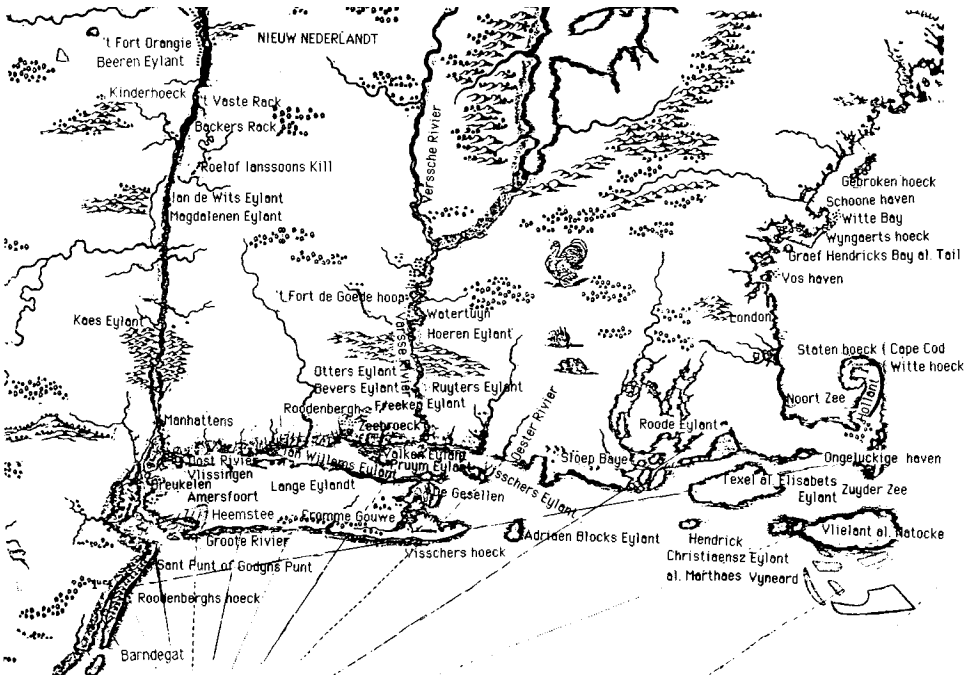 NIEUW NEDERLANDT
't Fort Orangie
Beeren Eylant
Kinderhoeck
't Vaste Rack
Backers Rack
Roelof Ianssoons Kill
Ian de Wits Eylant
Magdalenen Eylant
Verssche Rivier
Gebroken hoeck
Schoone haven
Witte Bay
Wyngaerts hoeck
Graef Hendricks Bay al. Tail
Vos haven
't Fort de Goede hoop
Watertuyn
Hoeren Eylant
Varsse Rivier
Kaes Eylant
London
Staten hoeck { Cape Cod
{ Witte hoeck
Otters Eylant
Bevers Eylant
Ruyters Eylant
Roodenbergh
Freeken Eylant
Zeebroeck
Manhattens
Oester Rivier
Noort Zee
Hollant
Roode Eylant
Oost Rivier
Vlissingen
Breukelen
Ian Willems Eylant
Valken Eylant
Pruym Eylant
Visschers Eylant
Sloep Baye
Ongeluckige haven
Amersfoort
Lange Eylandt
De Gesellen
Texel al. Elisabets
Eylant
Zuyder Zee
Heemstee
Cromme Gouwe
Groote Rivier
Visschers hoeck
Adriaen Blocks Eylant
Hendrick
Christiaensz Eylant
al. Marthaes Vyneard
Vlielant al. Natocke
Sant Punt of Godyns Punt
Roodenberghs hoeck
Barndegat